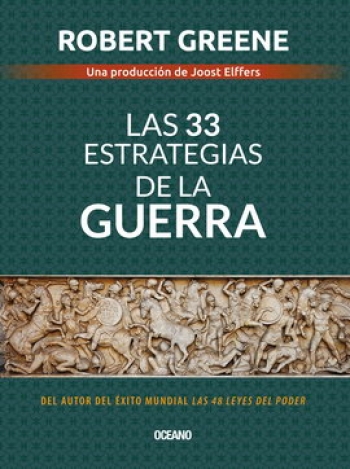 ROBERT GREENE
Una producción de Joost Elffers
LAS 33
ESTRATEGIAS
DE LA
GUERRA
DEL AUTOR DEL ÉXITO MUNDIAL LAS 48 LEYES DEL PODER
OCEANO